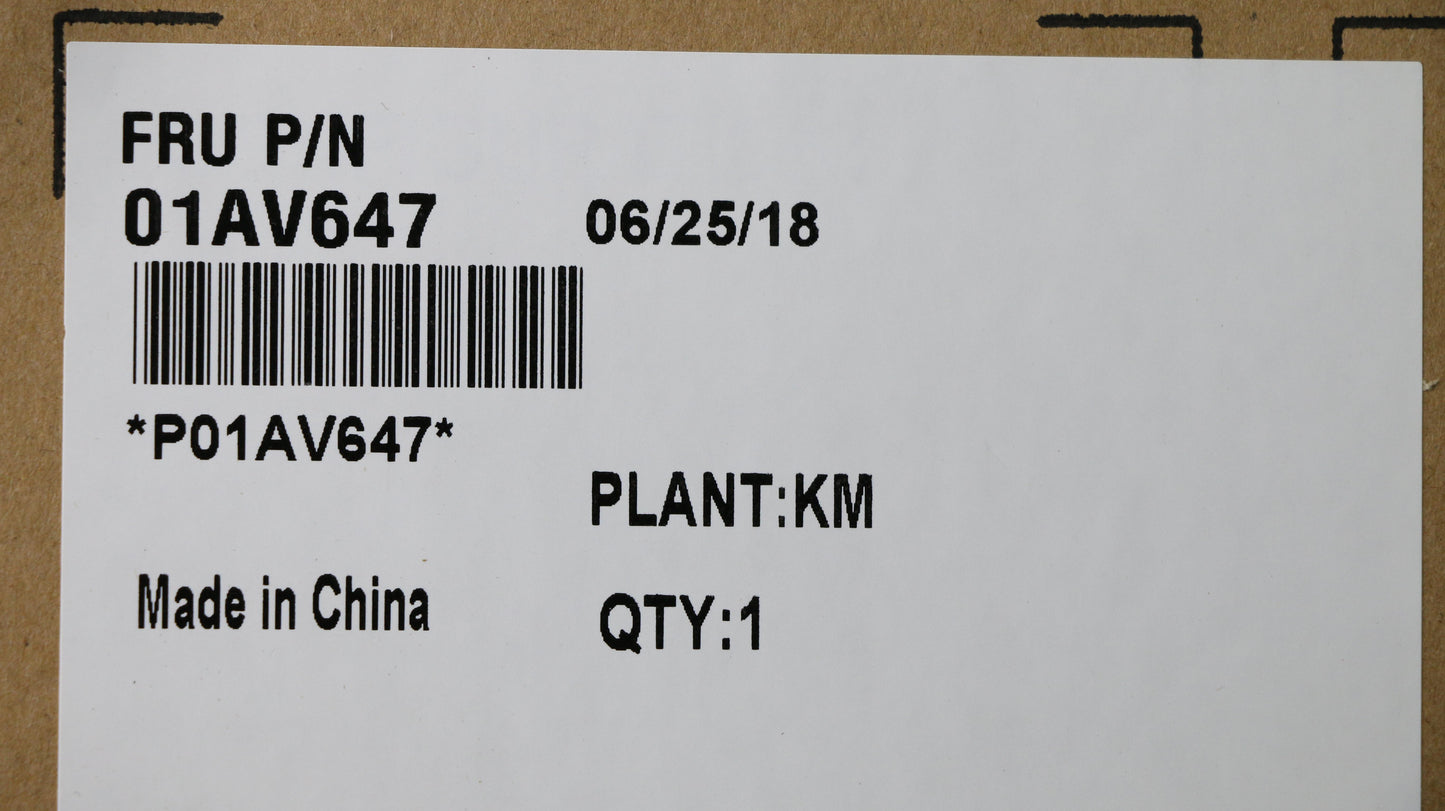 FRU P/N
01AV647 06/25/18
*P01AV647*
PLANT:KM
Made in China QTY:1